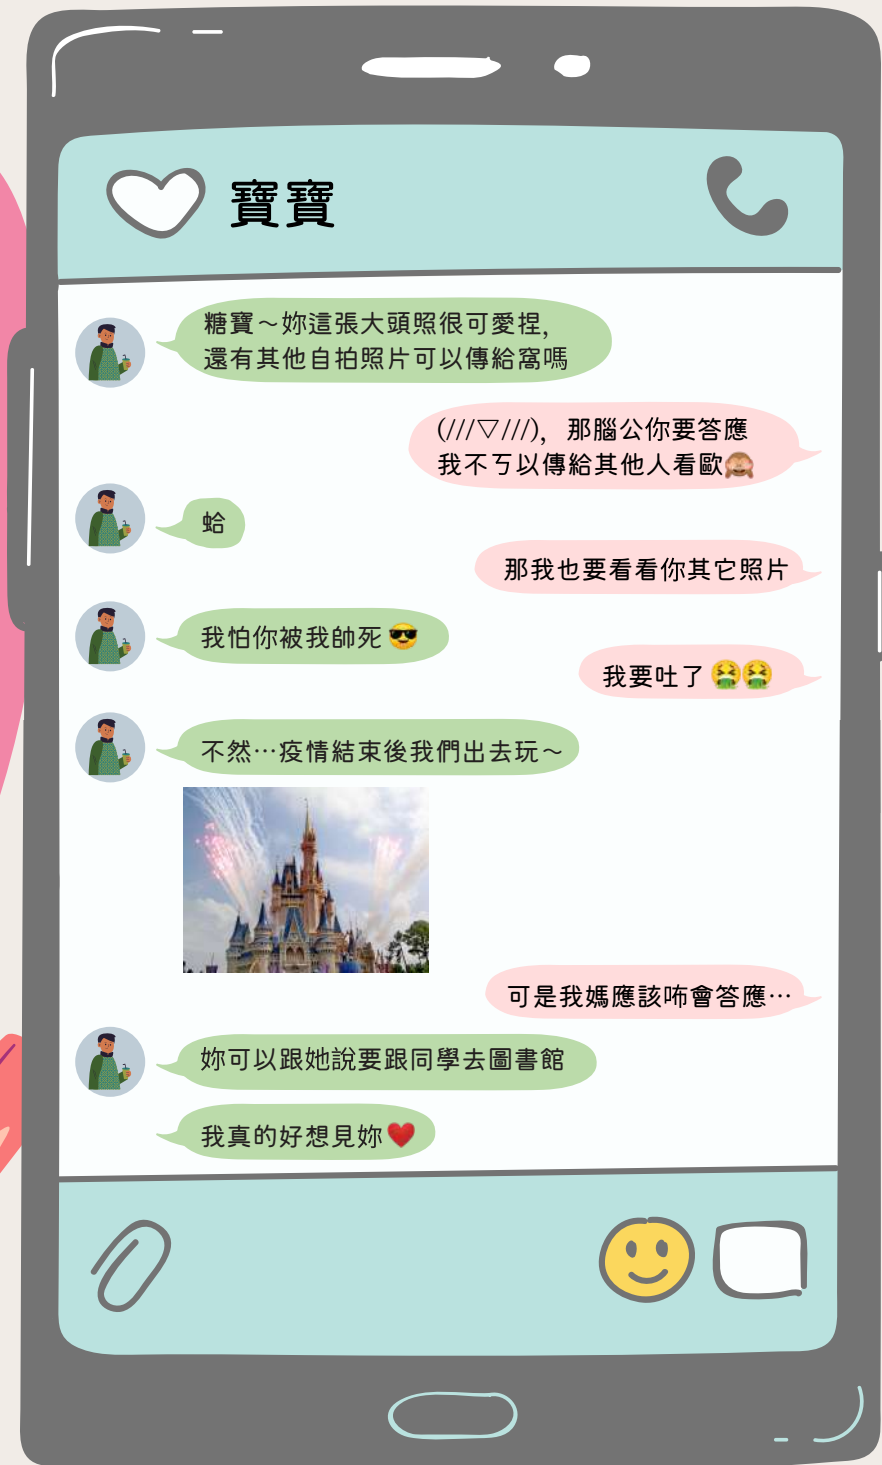 寶寶
糖寶～妳這張大頭照很可愛捏，
還有其他自拍照片可以傳給窩嗎
(///▽///)，那腦公你要答應
我不ㄎ以傳給其他人看歐🙈
蛤
那我也要看看你其它照片
我怕你被我帥死😎
我要吐了🤮🤮
不然…疫情結束後我們出去玩～
可是我媽應該咘會答應…
妳可以跟她說要跟同學去圖書館
我真的好想見妳❤️